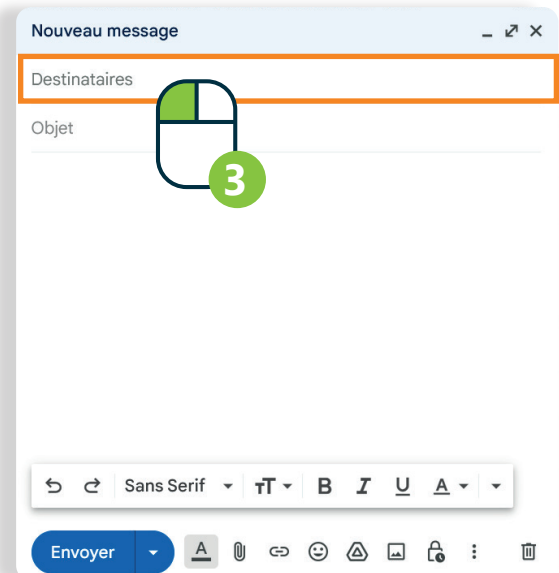 Nouveau message
Destinataires
Objet
3
Sans Serif
B I U A
Envoyer A